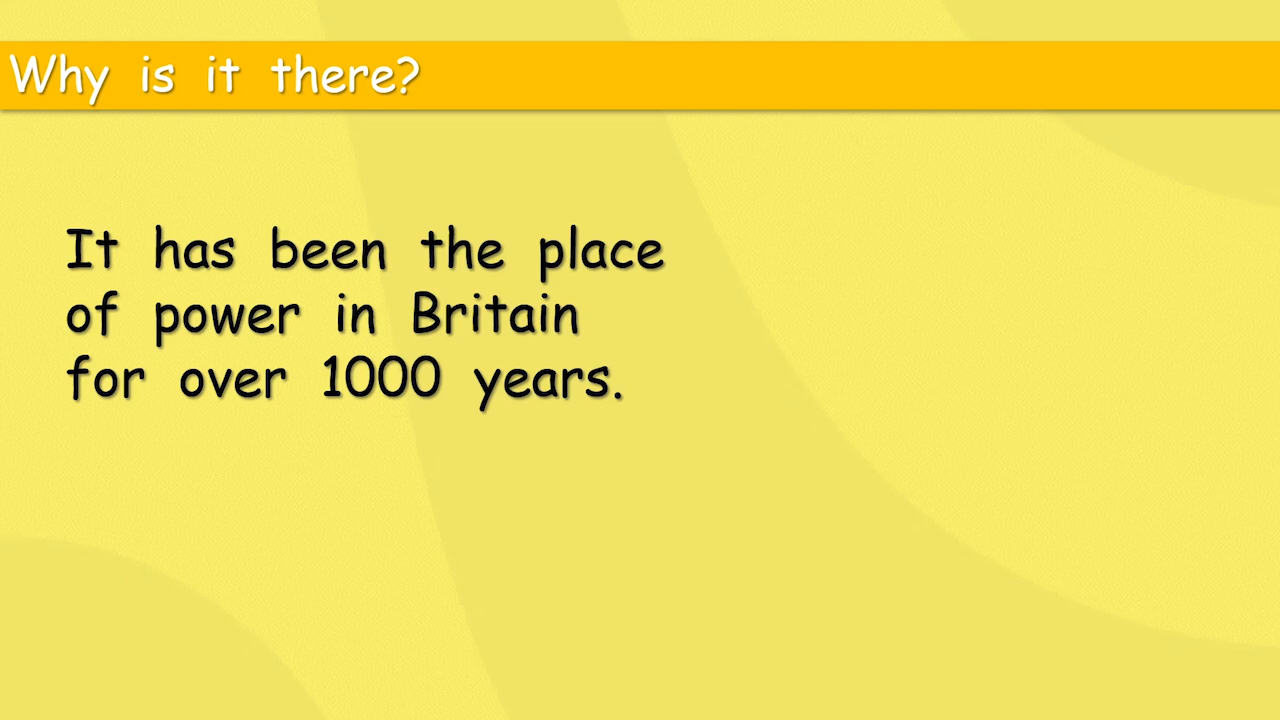 Why is it there?
It has been the place
of power in Britain
for over 1000 years.